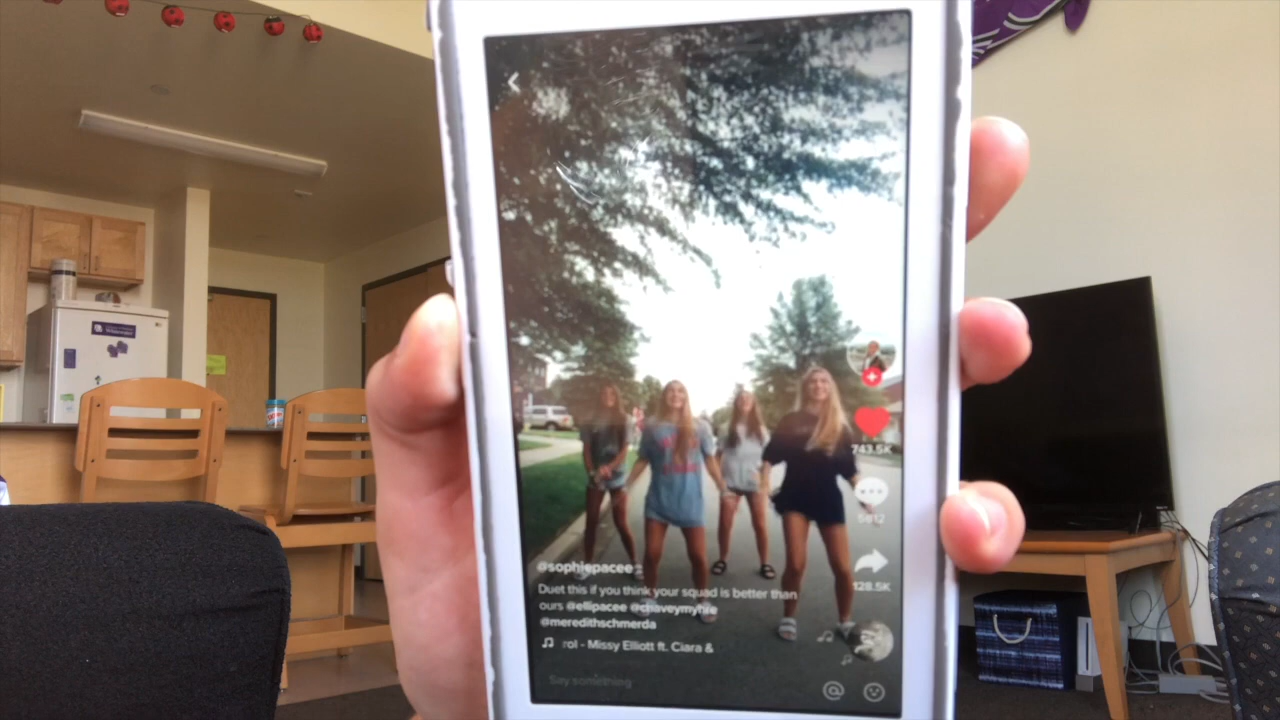 743.5K
5612
128.5K
@sophiepacee
Duet this if you think your squad is better than
ours @ellipacee @chaveymyhre
@meredithschmerda
rol - Missy Elliott ft. Ciara &
Say something